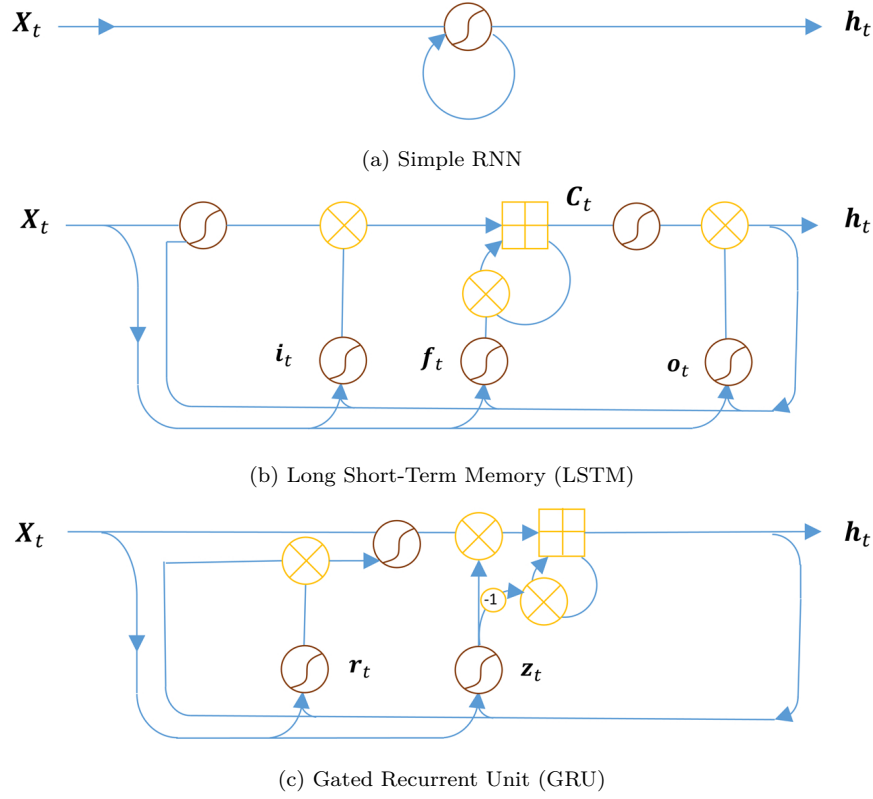 X_t h_t
(a) Simple RNN
X_t C_t h_t
i_t f_t o_t
(b) Long Short-Term Memory (LSTM)
X_t h_t
-1
r_t z_t
(c) Gated Recurrent Unit (GRU)